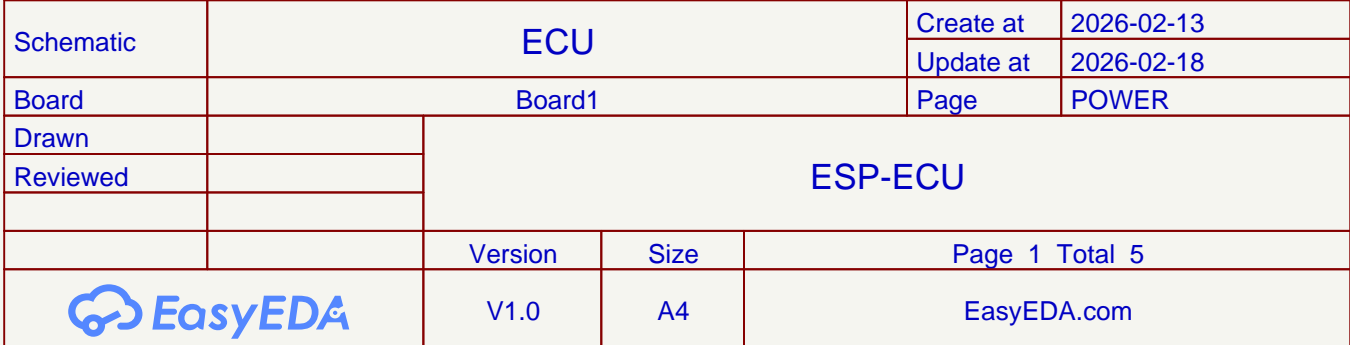 Schematic ECU Create at 2026-02-13
Update at 2026-02-18
Board Board1 Page POWER
Drawn
Reviewed ESP-ECU
Version Size Page 1 Total 5
EasyEDA V1.0 A4 EasyEDA.com